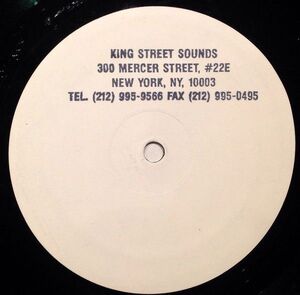 KING STREET SOUNDS
300 MERCER STREET, #22E
NEW YORK, NY, 10003
TEL. (212) 995-9566 FAX (212) 995-0495